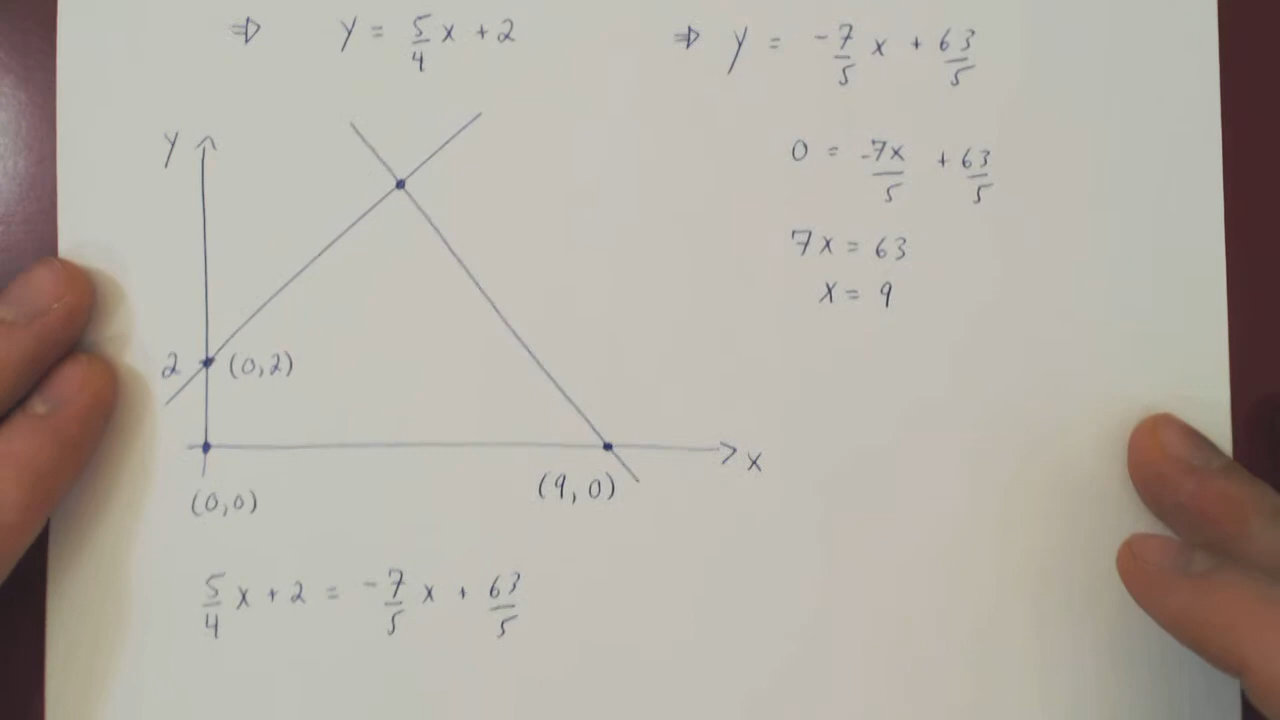 ⇒ y = 5/4 x + 2
⇒ y = -7/5 x + 63/5
0 = -7x/5 + 63/5
7x = 63
x = 9
y
2 (0,2)
x
(0,0)
(9,0)
5/4 x + 2 = -7/5 x + 63/5